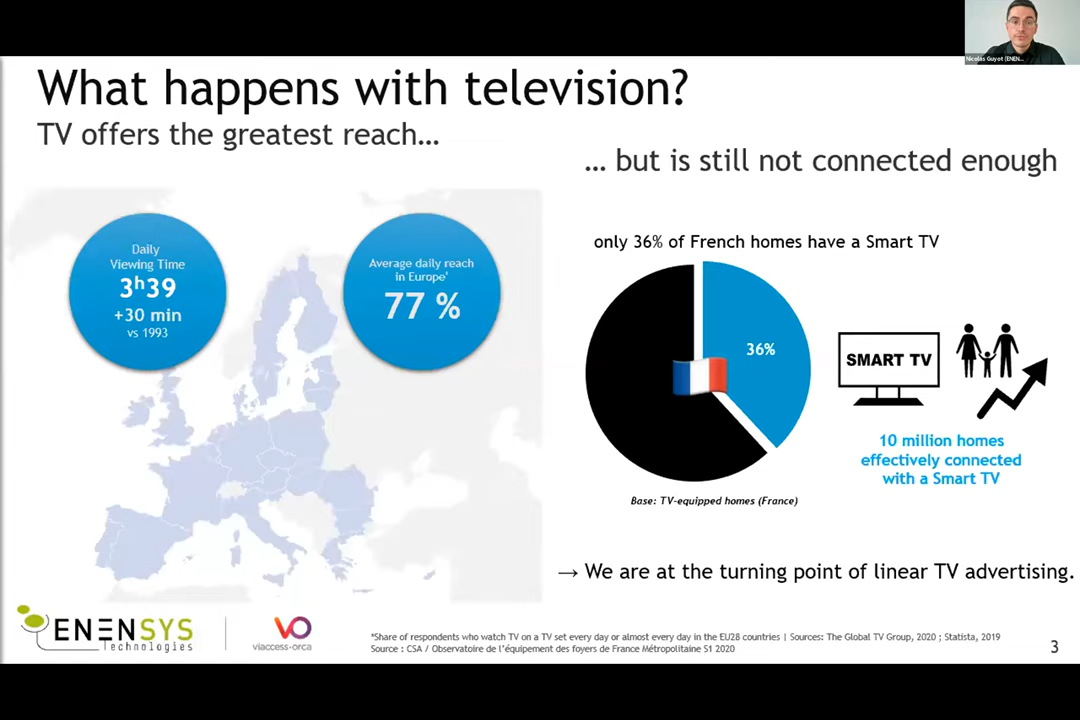 Nicolas Guyot (ENEN...
What happens with television?
TV offers the greatest reach...
... but is still not connected enough
Daily
Viewing Time
3h39
+30 min
vs 1993
Average daily reach
in Europe*
77 %
only 36% of French homes have a Smart TV
36%
SMART TV
10 million homes
effectively connected
with a Smart TV
Base: TV-equipped homes (France)
→ We are at the turning point of linear TV advertising.
ENENSYS
Technologies
VO
viaccess-orca
*Share of respondents who watch TV on a TV set every day or almost every day in the EU28 countries | Sources: The Global TV Group, 2020 ; Statista, 2019
Source : CSA / Observatoire de l'équipement des foyers de France Métropolitaine S1 2020
3